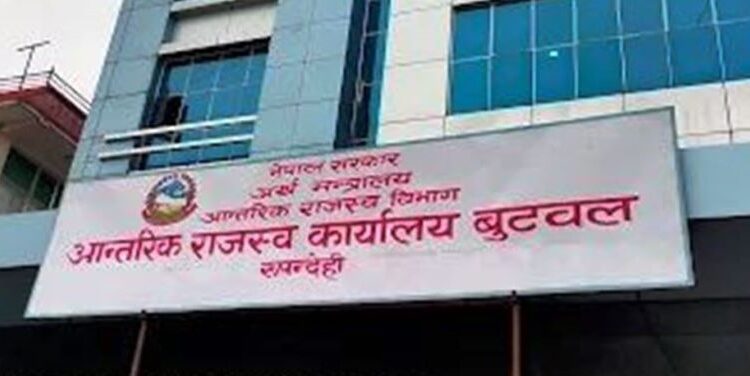 नेपाल सरकार
अर्थ मन्त्रालय
आन्तरिक राजस्व विभाग
आन्तरिक राजस्व कार्यालय बुटवल
रुपन्देही